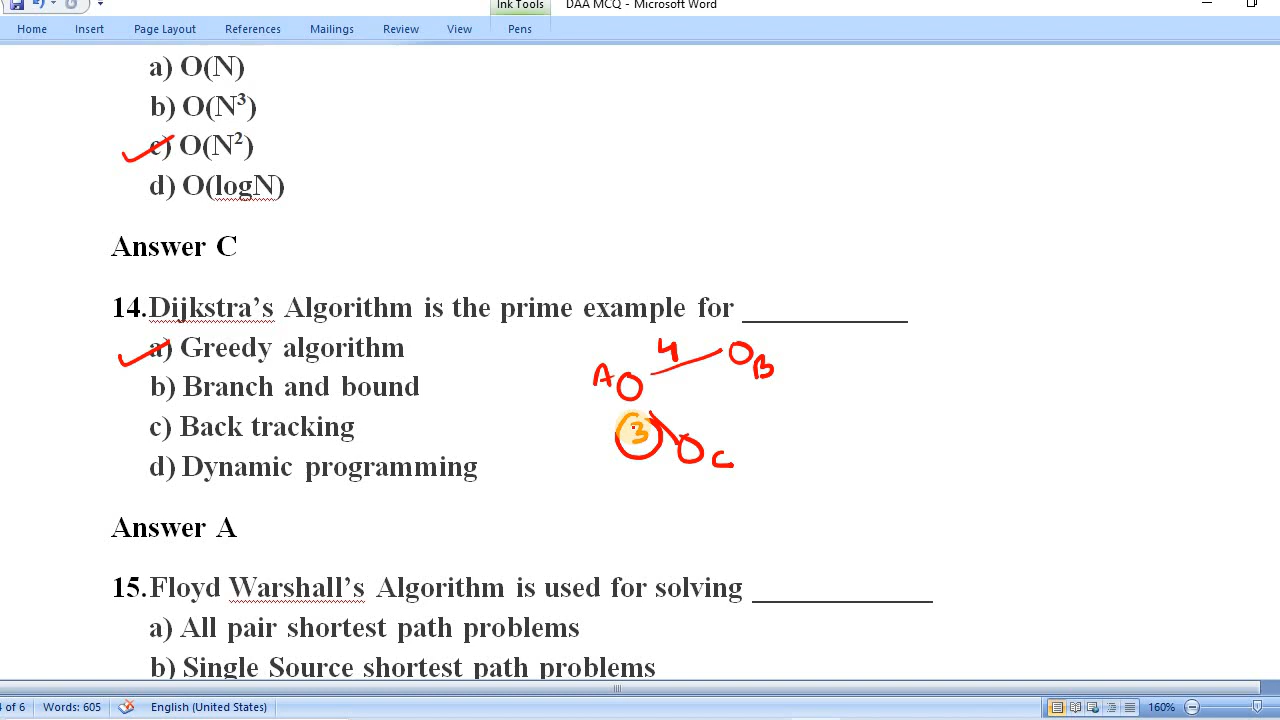 Ink Tools
DAA MCQ - Microsoft Word
Home Insert Page Layout References Mailings Review View Pens
a) O(N)
b) O(N³)
c) O(N²)
d) O(logN)
Answer C
14.Dijkstra’s Algorithm is the prime example for ___________
a) Greedy algorithm
b) Branch and bound
c) Back tracking
d) Dynamic programming
4
A
B
3
C
Answer A
15.Floyd Warshall’s Algorithm is used for solving ____________
a) All pair shortest path problems
b) Single Source shortest path problems
4 of 6 Words: 605 English (United States) 160%